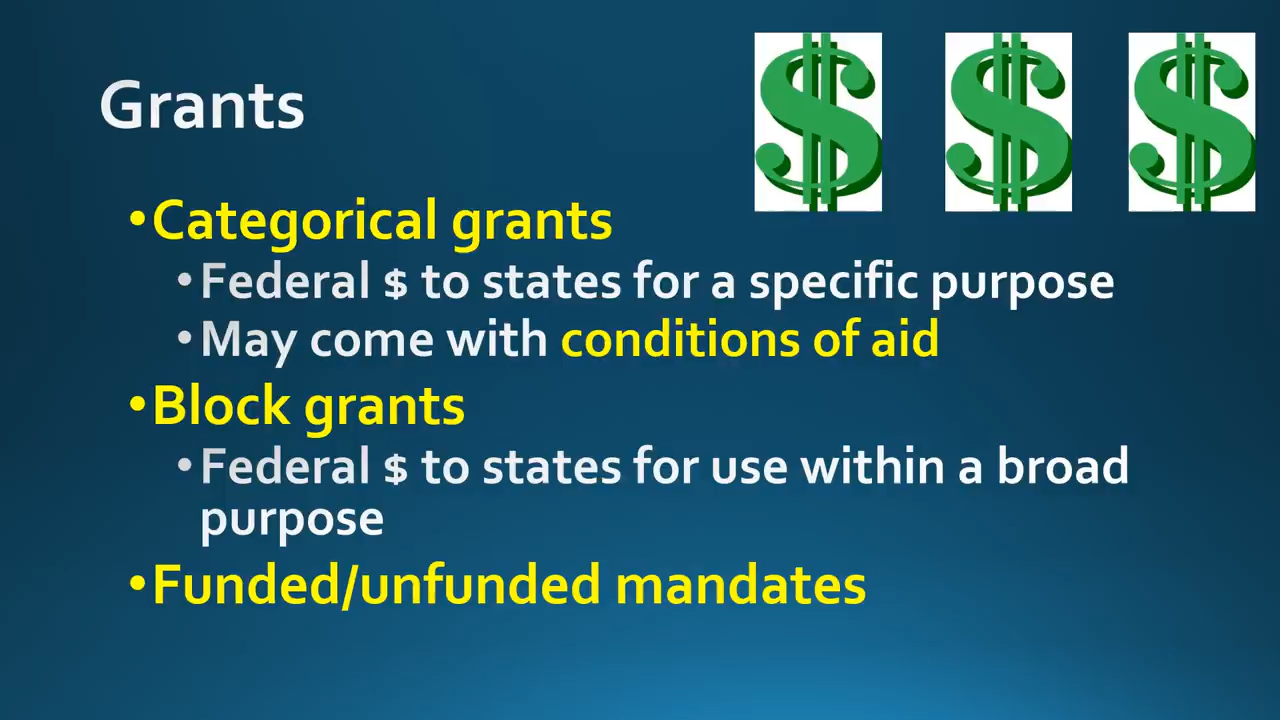 Grants
•Categorical grants
•Federal $ to states for a specific purpose
•May come with conditions of aid
•Block grants
•Federal $ to states for use within a broad
purpose
•Funded/unfunded mandates